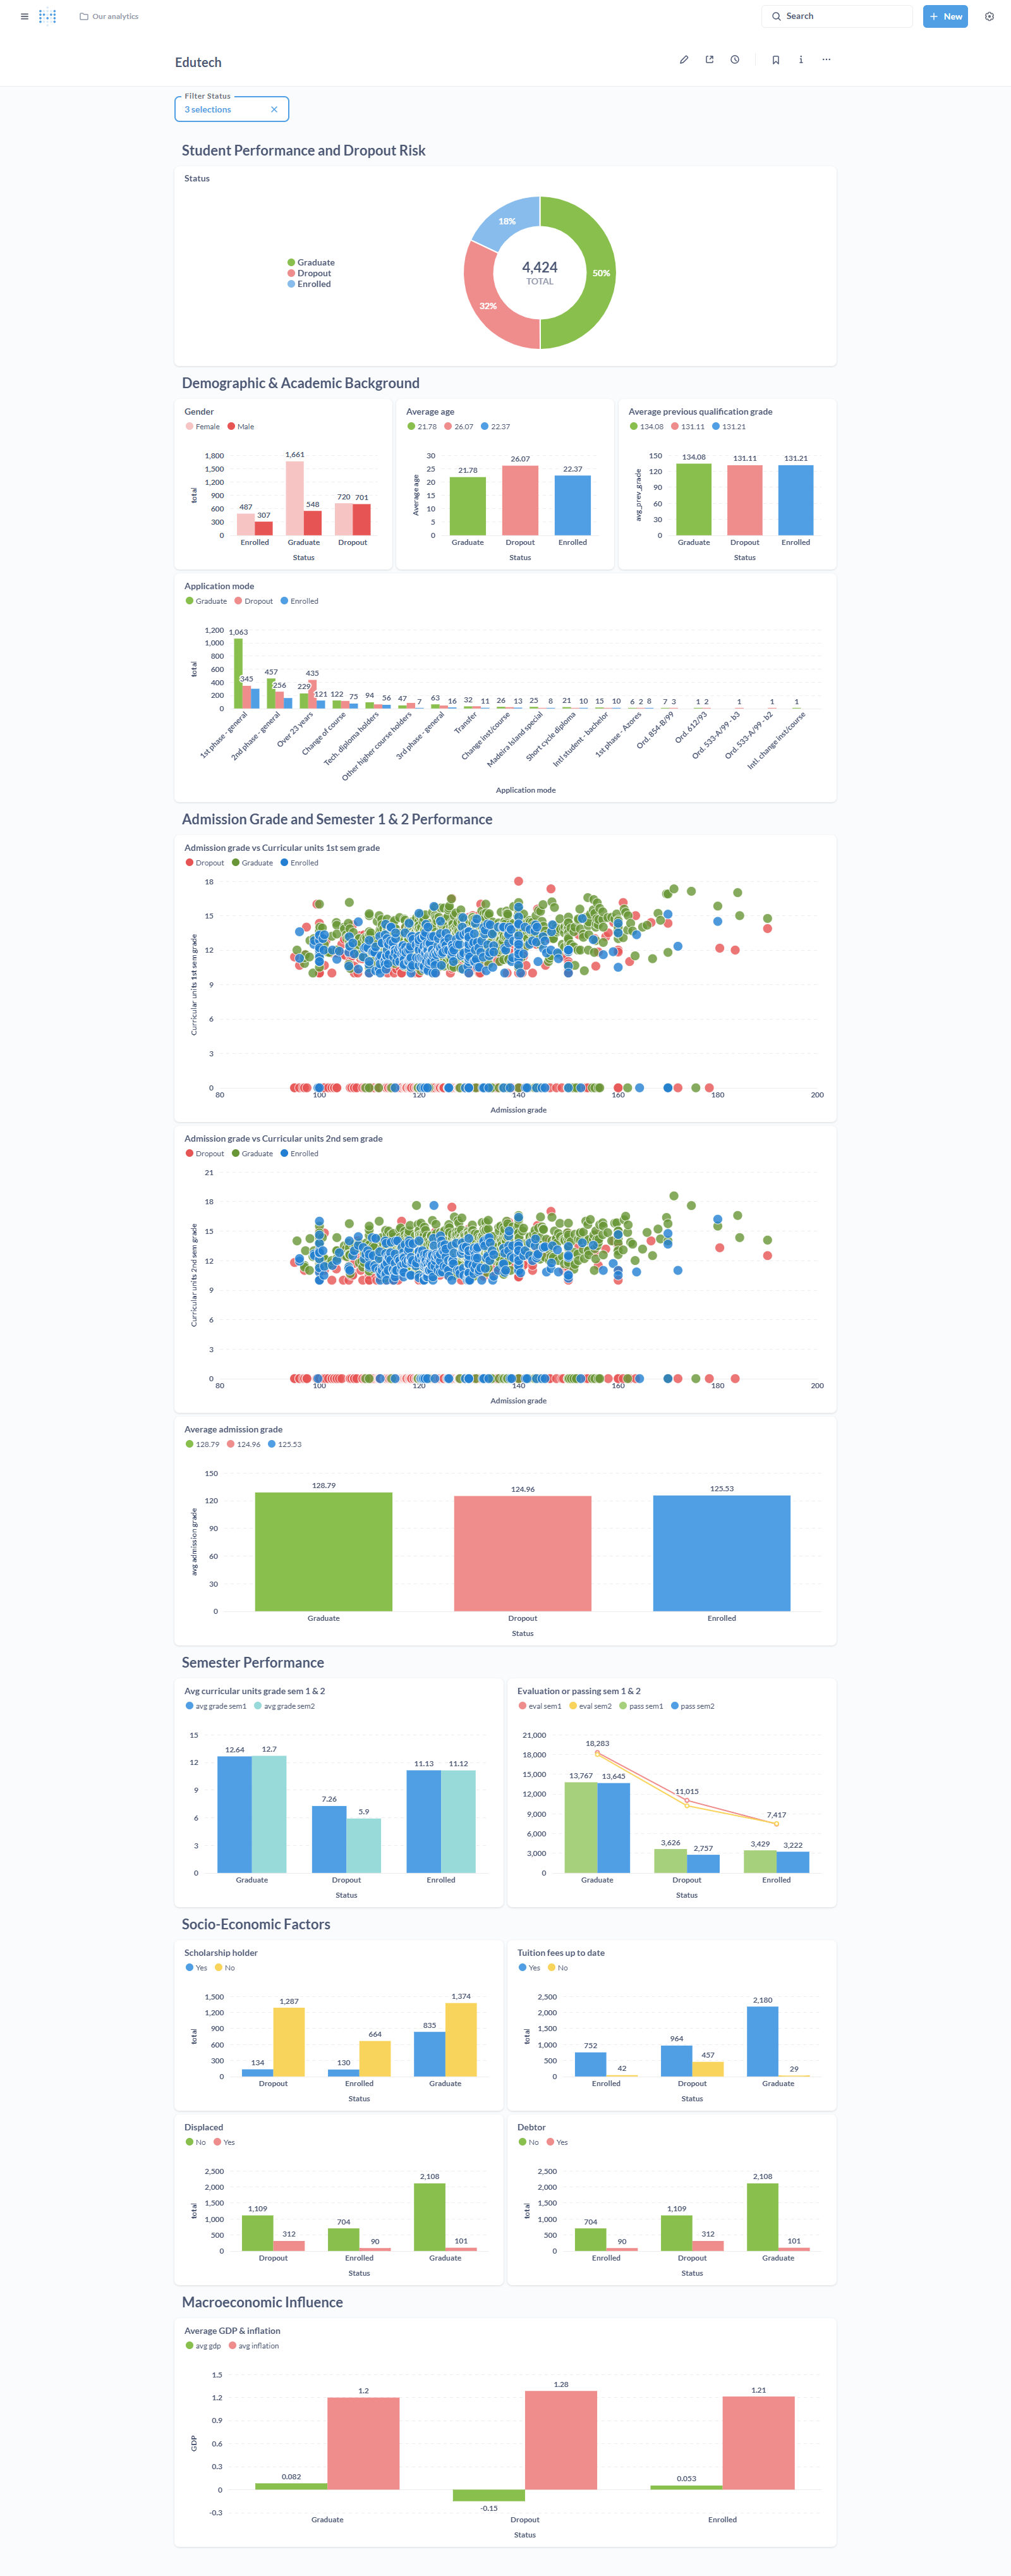 Our analytics
Search
New
Edutech
Filter Status
3 selections
Student Performance and Dropout Risk
Status
Graduate
Dropout
Enrolled
18%
50%
32%
4,424
TOTAL
Demographic & Academic Background
Gender
Female Male
1,800
1,500
1,200
900
600
300
0
total
487 307 1,661 548 720 701
Enrolled Graduate Dropout
Status
Average age
21.78 26.07 22.37
30
25
20
15
10
5
0
Average age
21.78 26.07 22.37
Graduate Dropout Enrolled
Status
Average previous qualification grade
134.08 131.11 131.21
150
120
90
60
30
0
avg_prev_grade
134.08 131.11 131.21
Graduate Dropout Enrolled
Status
Application mode
Graduate Dropout Enrolled
1,200
1,000
800
600
400
200
0
total
1,063 345 457 256 229 435 121 122 75 94 56 47 7 63 16 32 11 26 13 25 8 21 10 15 10 6 2 8 7 3 1 2 1 1 1
1st phase - general
2nd phase - general
Over 23 years
Change of course
Tech. diploma holders
Other higher course holders
3rd phase - general
Transfer
Change inst/course
Madeira Island special
Short cycle diploma
Intl student - bachelor
1st phase - Azores
Ord. 854-B/99
Ord. 612/93
Ord. 533-A/99 - b3
Ord. 533-A/99 - b2
Intl. change inst/course
Application mode
Admission Grade and Semester 1 & 2 Performance
Admission grade vs Curricular units 1st sem grade
Dropout Graduate Enrolled
18
15
12
9
6
3
0
Curricular units 1st sem grade
80 100 120 140 160 180 200
Admission grade
Admission grade vs Curricular units 2nd sem grade
Dropout Graduate Enrolled
21
18
15
12
9
6
3
0
Curricular units 2nd sem grade
80 100 120 140 160 180 200
Admission grade
Average admission grade
128.79 124.96 125.53
150
120
90
60
30
0
avg admission grade
128.79 124.96 125.53
Graduate Dropout Enrolled
Status
Semester Performance
Avg curricular units grade sem 1 & 2
avg grade sem1 avg grade sem2
15
12
9
6
3
0
12.64 12.7 7.26 5.9 11.13 11.12
Graduate Dropout Enrolled
Status
Evaluation or passing sem 1 & 2
eval sem1 eval sem2 pass sem1 pass sem2
21,000
18,000
15,000
12,000
9,000
6,000
3,000
0
18,283 11,015 7,417
13,767 13,645 3,626 2,757 3,429 3,222
Graduate Dropout Enrolled
Status
Socio-Economic Factors
Scholarship holder
Yes No
1,500
1,200
900
600
300
0
total
134 1,287 130 664 835 1,374
Dropout Enrolled Graduate
Status
Tuition fees up to date
Yes No
2,500
2,000
1,500
1,000
500
0
total
752 42 964 457 2,180 29
Enrolled Dropout Graduate
Status
Displaced
No Yes
2,500
2,000
1,500
1,000
500
0
total
1,109 312 704 90 2,108 101
Dropout Enrolled Graduate
Status
Debtor
No Yes
2,500
2,000
1,500
1,000
500
0
total
704 90 1,109 312 2,108 101
Enrolled Dropout Graduate
Status
Macroeconomic Influence
Average GDP & inflation
avg gdp avg inflation
1.5
1.2
0.9
0.6
0.3
0
-0.3
GDP
0.082 1.2 -0.15 1.28 0.053 1.21
Graduate Dropout Enrolled
Status